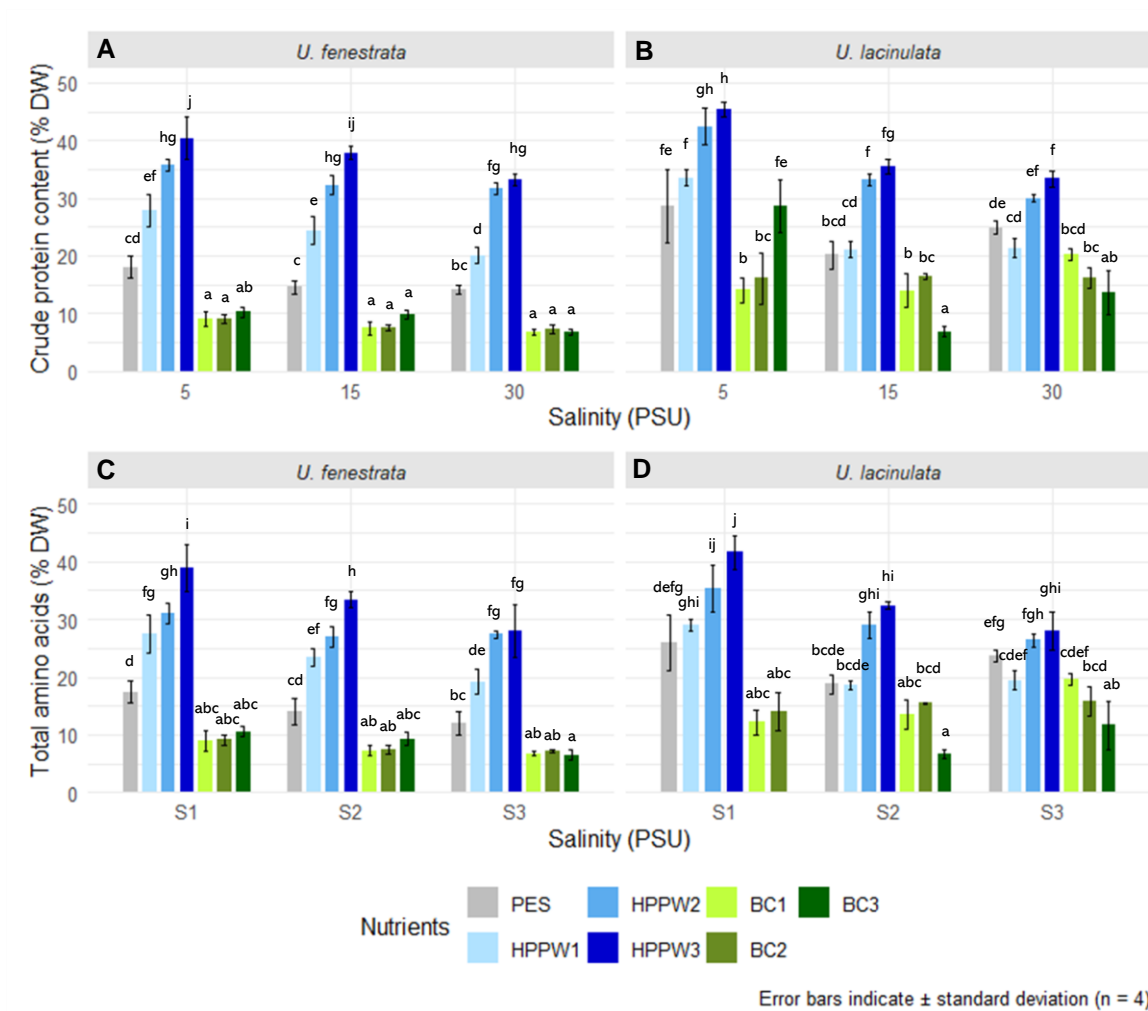 A U. fenestrata B U. lacinulata
Crude protein content (% DW)
50
40
30
20
10
0
cd ef hg j a a ab
c e hg ij a a a
bc d fg hg a a a
fe f gh h b bc fe
bcd cd f fg b bc a
de cd ef f bcd bc ab
5 15 30 5 15 30
Salinity (PSU)
C U. fenestrata D U. lacinulata
Total amino acids (% DW)
50
40
30
20
10
0
d fg gh i abc abc abc
cd ef fg h ab ab abc
bc de fg fg ab ab a
defg ghi ij j abc abc
bcde bcde ghi hi abc bcd a
efg cdef fgh ghi cdef bcd ab
S1 S2 S3 S1 S2 S3
Salinity (PSU)
Nutrients
PES HPPW2 BC1 BC3
HPPW1 HPPW3 BC2
Error bars indicate ± standard deviation (n = 4)